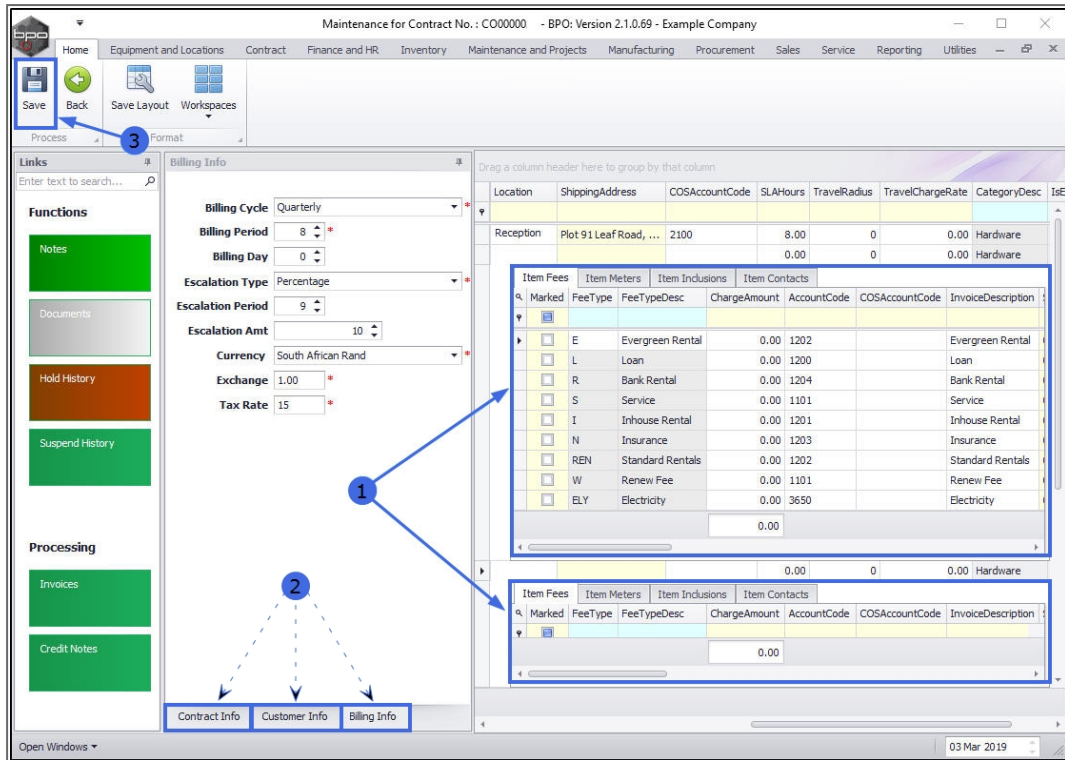 bpo
Maintenance for Contract No. : CO00000 - BPO: Version 2.1.0.69 - Example Company
Home Equipment and Locations Contract Finance and HR Inventory Maintenance and Projects Manufacturing Procurement Sales Service Reporting Utilities
Save Back Save Layout Workspaces
Process 3 Format
Links
Enter text to search...
Functions
Notes
Documents
Hold History
Suspend History
Processing
Invoices
Credit Notes
Billing Info
Billing Cycle Quarterly *
Billing Period 8 *
Billing Day 0
Escalation Type Percentage *
Escalation Period 9
Escalation Amt 10
Currency South African Rand *
Exchange 1.00 *
Tax Rate 15 *
1
2
Contract Info Customer Info Billing Info
Drag a column header here to group by that column
Location ShippingAddress COSAccountCode SLAHours TravelRadius TravelChargeRate CategoryDesc IsE
Reception Plot 91 Leaf Road, ... 2100 8.00 0 0.00 Hardware
0.00 0 0.00 Hardware
Item Fees Item Meters Item Inclusions Item Contacts
Marked FeeType FeeTypeDesc ChargeAmount AccountCode COSAccountCode InvoiceDescription
E Evergreen Rental 0.00 1202 Evergreen Rental
L Loan 0.00 1200 Loan
R Bank Rental 0.00 1204 Bank Rental
S Service 0.00 1101 Service
I Inhouse Rental 0.00 1201 Inhouse Rental
N Insurance 0.00 1203 Insurance
REN Standard Rentals 0.00 1202 Standard Rentals
W Renew Fee 0.00 1101 Renew Fee
ELY Electricity 0.00 3650 Electricity
0.00
0.00 0 0.00 Hardware
Item Fees Item Meters Item Inclusions Item Contacts
Marked FeeType FeeTypeDesc ChargeAmount AccountCode COSAccountCode InvoiceDescription
0.00
Open Windows 03 Mar 2019